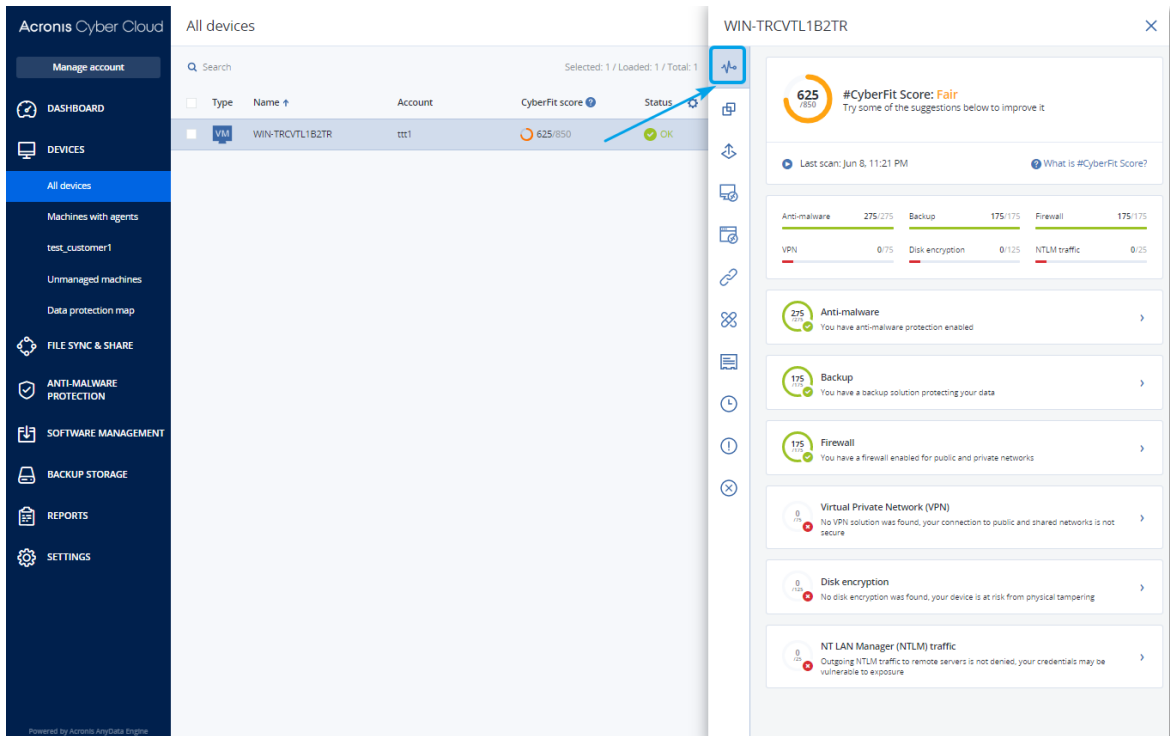 Acronis Cyber Cloud
Manage account
DASHBOARD
DEVICES
All devices
Machines with agents
test_customer1
Unmanaged machines
Data protection map
FILE SYNC & SHARE
ANTI-MALWARE
PROTECTION
SOFTWARE MANAGEMENT
BACKUP STORAGE
REPORTS
SETTINGS
Powered by Acronis AnyData Engine
All devices
Search
Selected: 1 / Loaded: 1 / Total: 1
Type Name ↑ Account CyberFit score ? Status
VM WIN-TRCVTL1B2TR ttt1 625/850 OK
WIN-TRCVTL1B2TR
625
/850
#CyberFit Score: Fair
Try some of the suggestions below to improve it
Last scan: Jun 8, 11:21 PM
? What is #CyberFit Score?
Anti-malware 275/275 Backup 175/175 Firewall 175/175
VPN 0/75 Disk encryption 0/125 NTLM traffic 0/25
275
/275
Anti-malware
You have anti-malware protection enabled
175
/175
Backup
You have a backup solution protecting your data
175
/175
Firewall
You have a firewall enabled for public and private networks
0
/75
Virtual Private Network (VPN)
No VPN solution was found, your connection to public and shared networks is not
secure
0
/125
Disk encryption
No disk encryption was found, your device is at risk from physical tampering
0
/25
NT LAN Manager (NTLM) traffic
Outgoing NTLM traffic to remote servers is not denied, your credentials may be
vulnerable to exposure